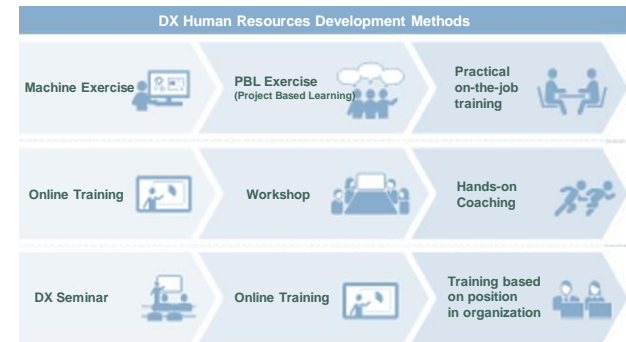 DX Human Resources Development Methods
Machine Exercise
PBL Exercise
(Project Based Learning)
Practical
on-the-job
training
Online Training
Workshop
Hands-on
Coaching
DX Seminar
Online Training
Training based
on position
in organization